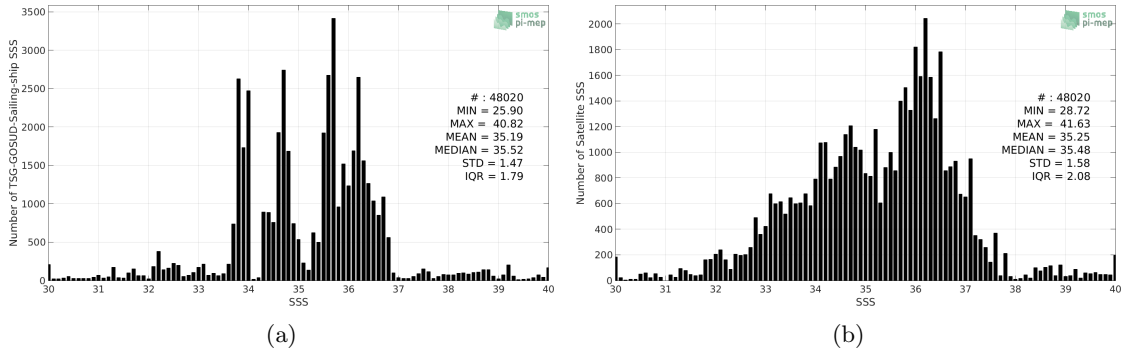 Number of TSG-GOSUD-Sailing-ship SSS
3500
3000
2500
2000
1500
1000
500
0
30 31 32 33 34 35 36 37 38 39 40
SSS
smos
pi-mep
# : 48020
MIN = 25.90
MAX = 40.82
MEAN = 35.19
MEDIAN = 35.52
STD = 1.47
IQR = 1.79
(a)
Number of Satellite SSS
2000
1800
1600
1400
1200
1000
800
600
400
200
0
30 31 32 33 34 35 36 37 38 39 40
SSS
smos
pi-mep
# : 48020
MIN = 28.72
MAX = 41.63
MEAN = 35.25
MEDIAN = 35.48
STD = 1.58
IQR = 2.08
(b)